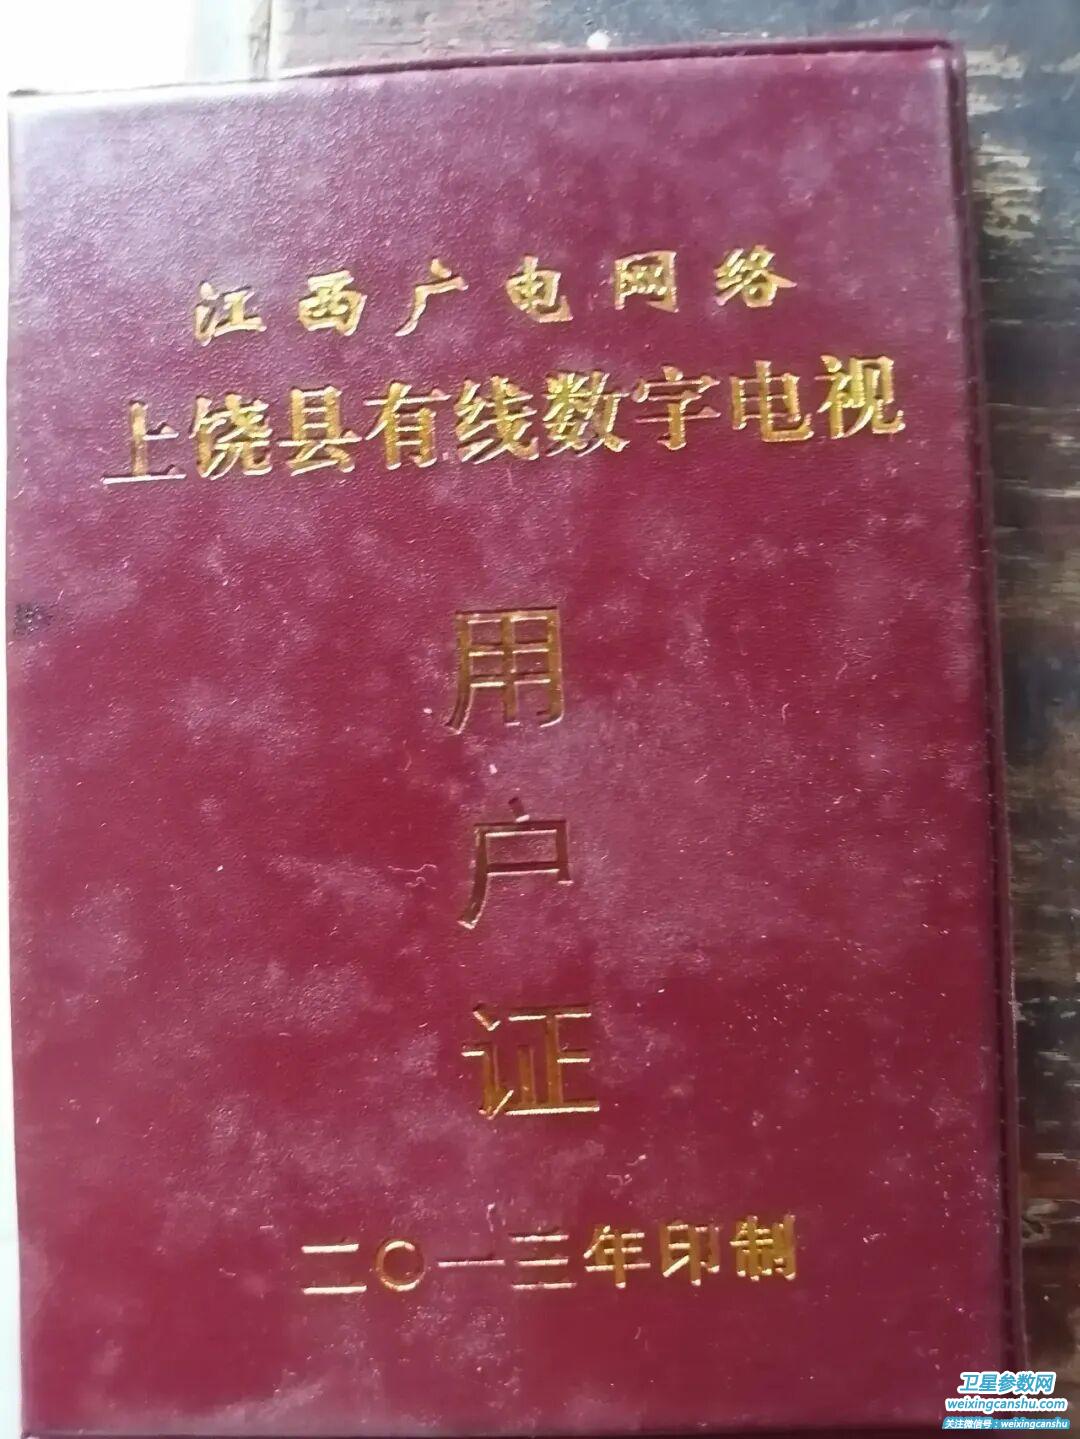 江西广电网络
上饶县有线数字电视
用
户
证
二〇一三年印制
卫星参数网
weixingcanshu.com
关注微信号：weixingcanshu